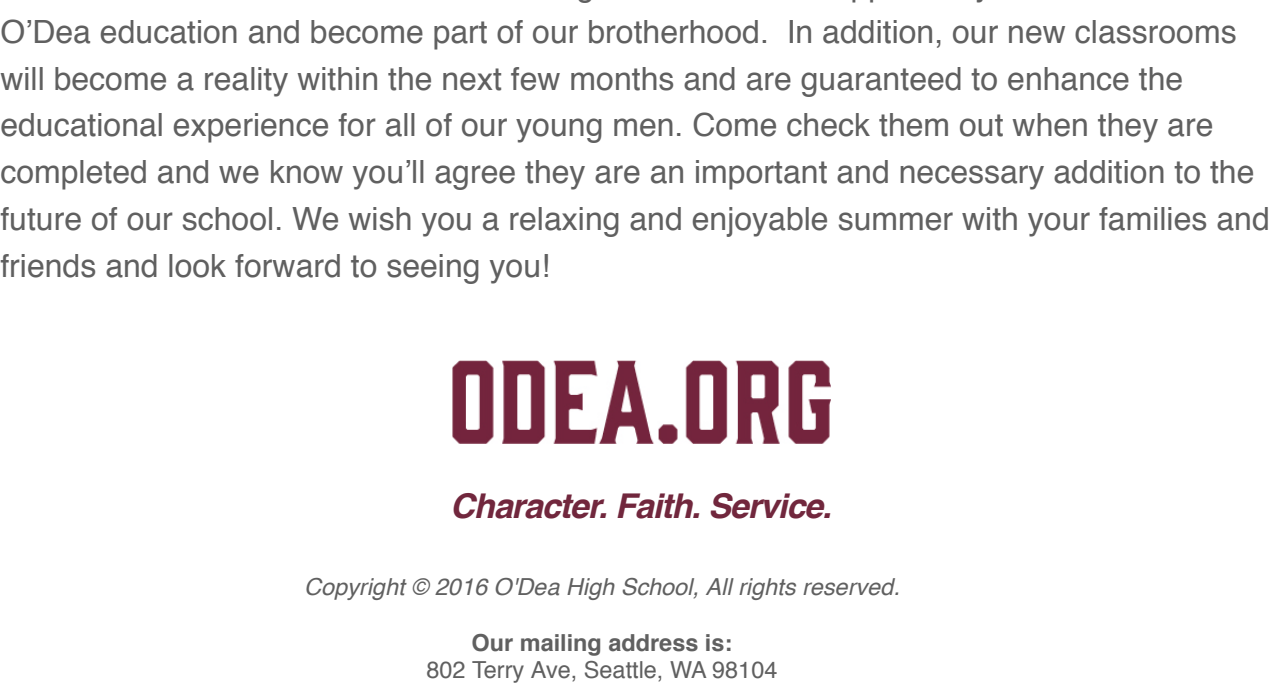 O’Dea education and become part of our brotherhood.  In addition, our new classrooms
will become a reality within the next few months and are guaranteed to enhance the
educational experience for all of our young men. Come check them out when they are
completed and we know you’ll agree they are an important and necessary addition to the
future of our school. We wish you a relaxing and enjoyable summer with your families and
friends and look forward to seeing you!
ODEA.ORG
Character. Faith. Service.
Copyright © 2016 O'Dea High School, All rights reserved.
Our mailing address is:
802 Terry Ave, Seattle, WA 98104